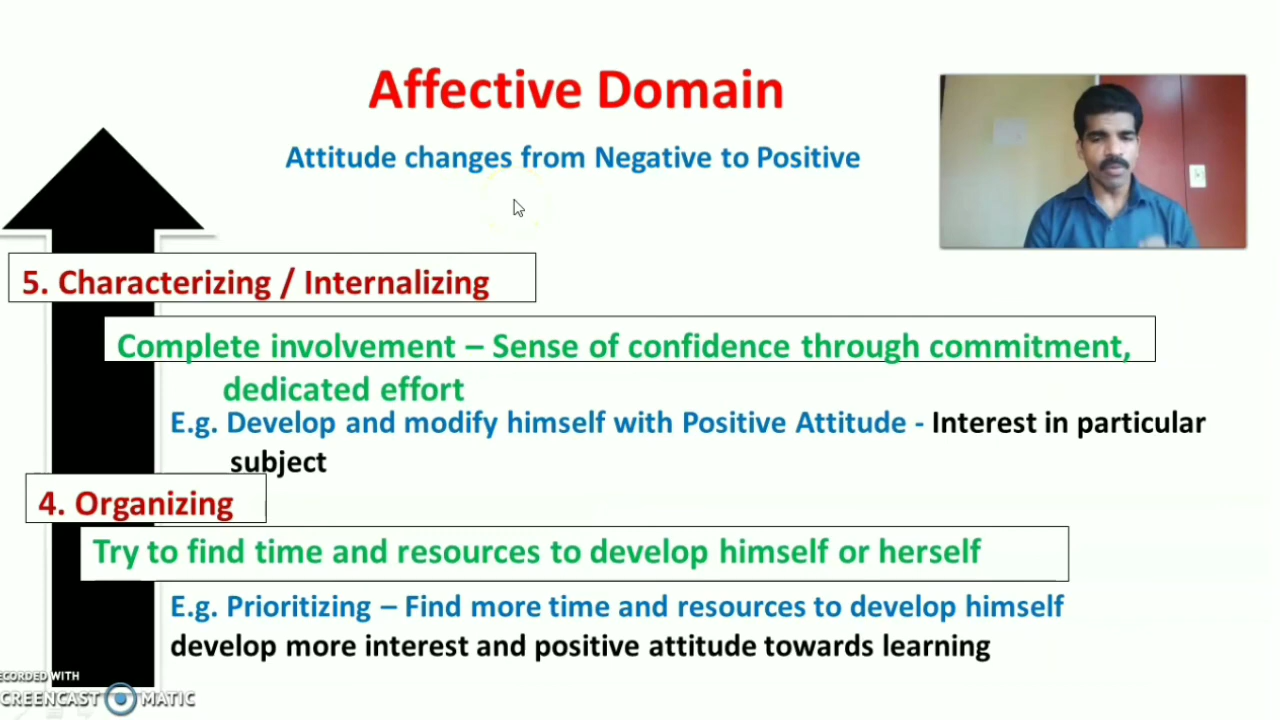 Affective Domain
Attitude changes from Negative to Positive
5. Characterizing / Internalizing
Complete involvement – Sense of confidence through commitment,
dedicated effort
E.g. Develop and modify himself with Positive Attitude - Interest in particular
subject
4. Organizing
Try to find time and resources to develop himself or herself
E.g. Prioritizing – Find more time and resources to develop himself
develop more interest and positive attitude towards learning
ECORDED WITH
CREENCAST MATIC